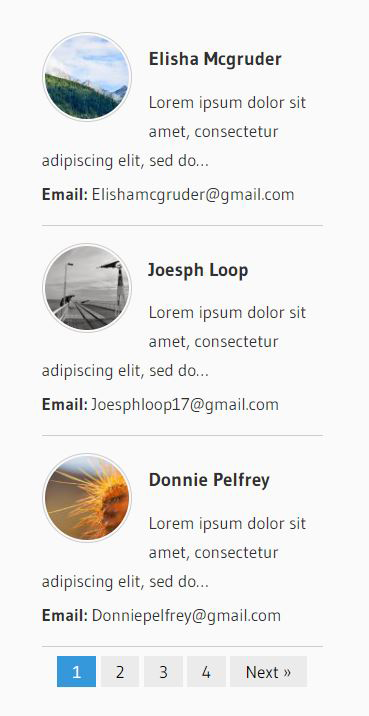 Elisha Mcgruder
Lorem ipsum dolor sit
amet, consectetur
adipiscing elit, sed do...
Email: Elishamcgruder@gmail.com
Joesph Loop
Lorem ipsum dolor sit
amet, consectetur
adipiscing elit, sed do...
Email: Joesphloop17@gmail.com
Donnie Pelfrey
Lorem ipsum dolor sit
amet, consectetur
adipiscing elit, sed do...
Email: Donniepelfrey@gmail.com
1 2 3 4 Next »